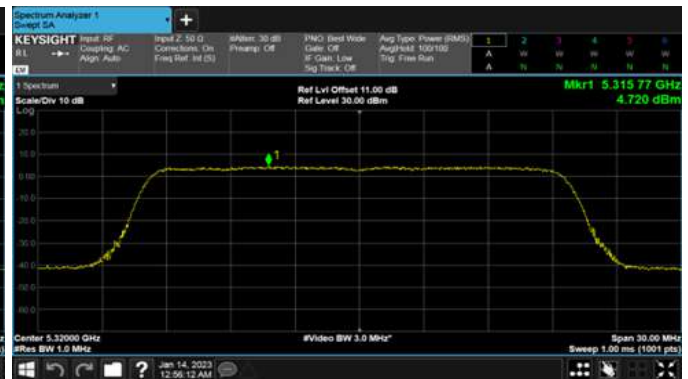 Spectrum Analyzer 1
Swept SA
KEYSIGHT
Input: RF
Input Z: 50 Ω
#Atten: 30 dB
PNO: Best Wide
Avg Type: Power (RMS)
1 2 3 4 5 6
RL
Coupling: AC
Corrections: On
Preamp: Off
Gate: Off
Avg|Hold: 100/100
A W W W W W
Align: Auto
Freq Ref: Int (S)
IF Gain: Low
Trig: Free Run
LW
Sig Track: Off
A N N N N N
1 Spectrum
Ref Lvl Offset 11.00 dB
Mkr1 5.315 77 GHz
Scale/Div 10 dB
Ref Level 30.00 dBm
4.720 dBm
Log
20.0
10.0
0.00
-10.0
-20.0
-30.0
-40.0
-50.0
-60.0
1
Center 5.32000 GHz
#Video BW 3.0 MHz*
Span 30.00 MHz
#Res BW 1.0 MHz
Sweep 1.00 ms (1001 pts)
?
Jan 14, 2023
12:56:12 AM